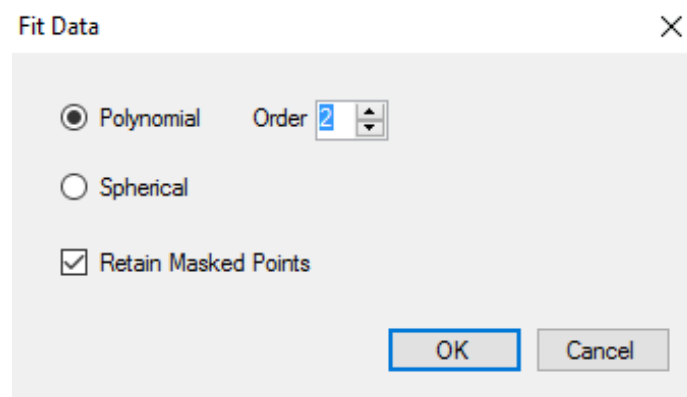 Fit Data
Polynomial Order 2
Spherical
Retain Masked Points
OK Cancel